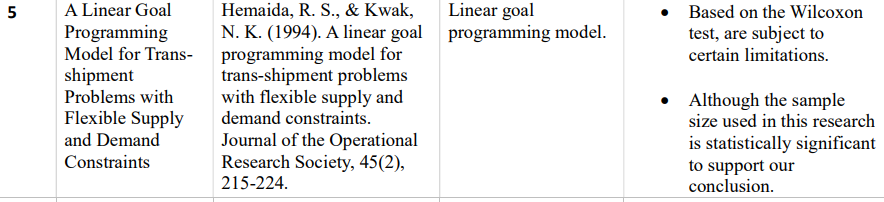 5
A Linear Goal
Programming
Model for Trans-
shipment
Problems with
Flexible Supply
and Demand
Constraints
Hemaida, R. S., & Kwak,
N. K. (1994). A linear goal
programming model for
trans-shipment problems
with flexible supply and
demand constraints.
Journal of the Operational
Research Society, 45(2),
215-224.
Linear goal
programming model.
• Based on the Wilcoxon
test, are subject to
certain limitations.
• Although the sample
size used in this research
is statistically significant
to support our
conclusion.